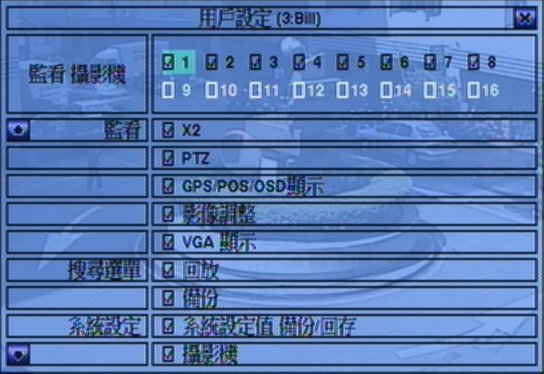 用戶設定 (3:Bill)
監看 攝影機
1 2 3 4 5 6 7 8
9 10 11 12 13 14 15 16
監看 X2
PTZ
GPS/POS/OSD顯示
影像調整
VGA 顯示
搜尋選單 回放
備份
系統設定 系統設定值 備份/回存
攝影機